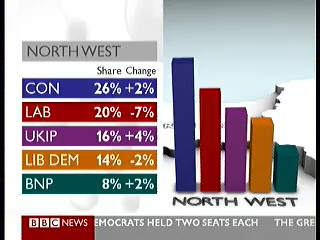 NORTH WEST
Share Change
CON 26% +2%
LAB 20% -7%
UKIP 16% +4%
LIB DEM 14% -2%
BNP 8% +2%
NORTH WEST
BBC NEWS EMOCRATS HELD TWO SEATS EACH THE GRE